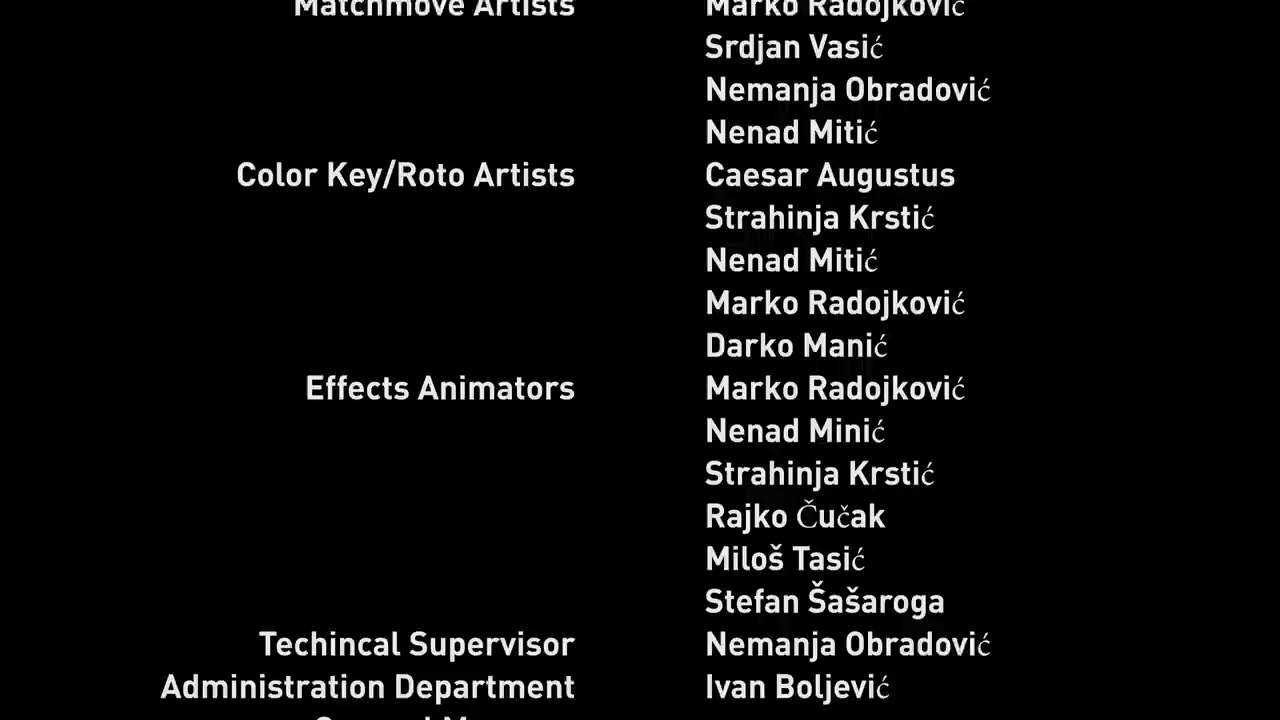 Matchmove Artists Marko Radojković
Srdjan Vasić
Nemanja Obradović
Nenad Mitić
Color Key/Roto Artists Caesar Augustus
Strahinja Krstić
Nenad Mitić
Marko Radojković
Darko Manić
Effects Animators Marko Radojković
Nenad Minić
Strahinja Krstić
Rajko Čučak
Miloš Tasić
Stefan Šašaroga
Techincal Supervisor Nemanja Obradović
Administration Department Ivan Boljević